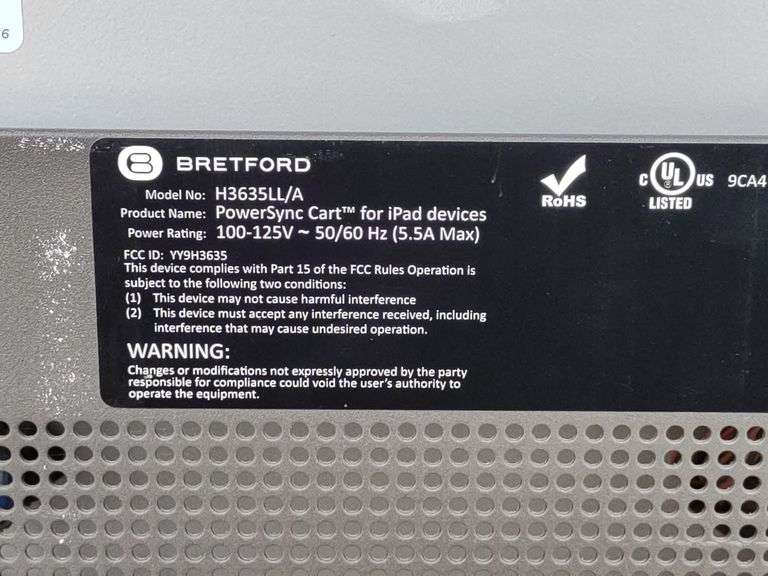 6
BRETFORD
Model No: H3635LL/A
Product Name: PowerSync Cart™ for iPad devices
Power Rating: 100-125V ~ 50/60 Hz (5.5A Max)
FCC ID: YY9H3635
This device complies with Part 15 of the FCC Rules Operation is
subject to the following two conditions:
(1) This device may not cause harmful interference
(2) This device must accept any interference received, including
interference that may cause undesired operation.
WARNING:
Changes or modifications not expressly approved by the party
responsible for compliance could void the user's authority to
operate the equipment.
RoHS
C UL US
LISTED
9CA4